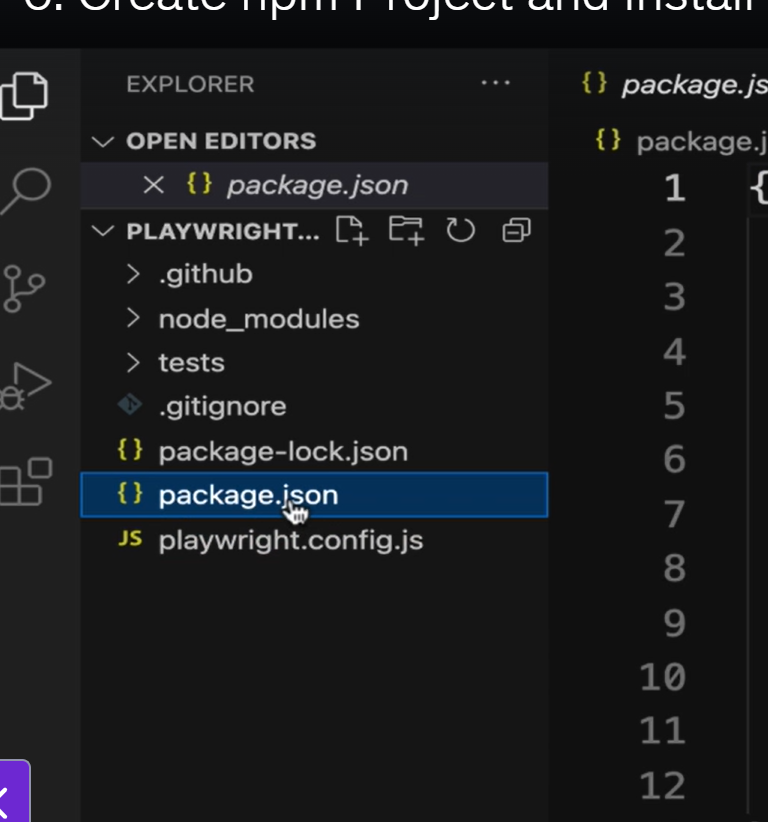 6. Create npm Project and Install
EXPLORER ...
OPEN EDITORS
{} package.json
PLAYWRIGHT...
.github
node_modules
tests
.gitignore
{} package-lock.json
{} package.json
JS playwright.config.js
{} package.js
{} package.j
1 {
2
3
4
5
6
7
8
9
10
11
12